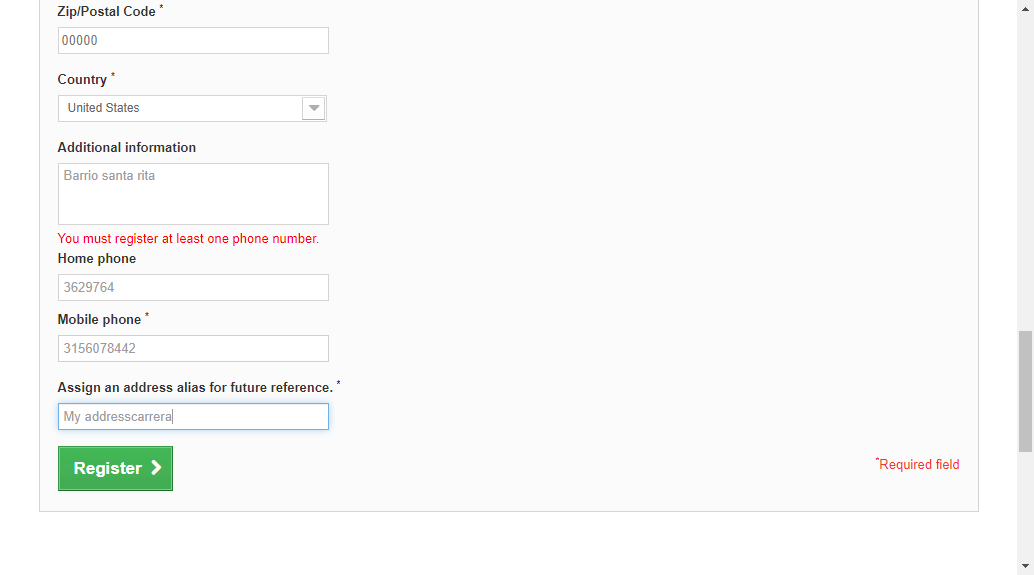 Zip/Postal Code *
00000
Country *
United States
Additional information
Barrio santa rita
You must register at least one phone number.
Home phone
3629764
Mobile phone *
3156078442
Assign an address alias for future reference. *
My addresscarrera
Register
*Required field